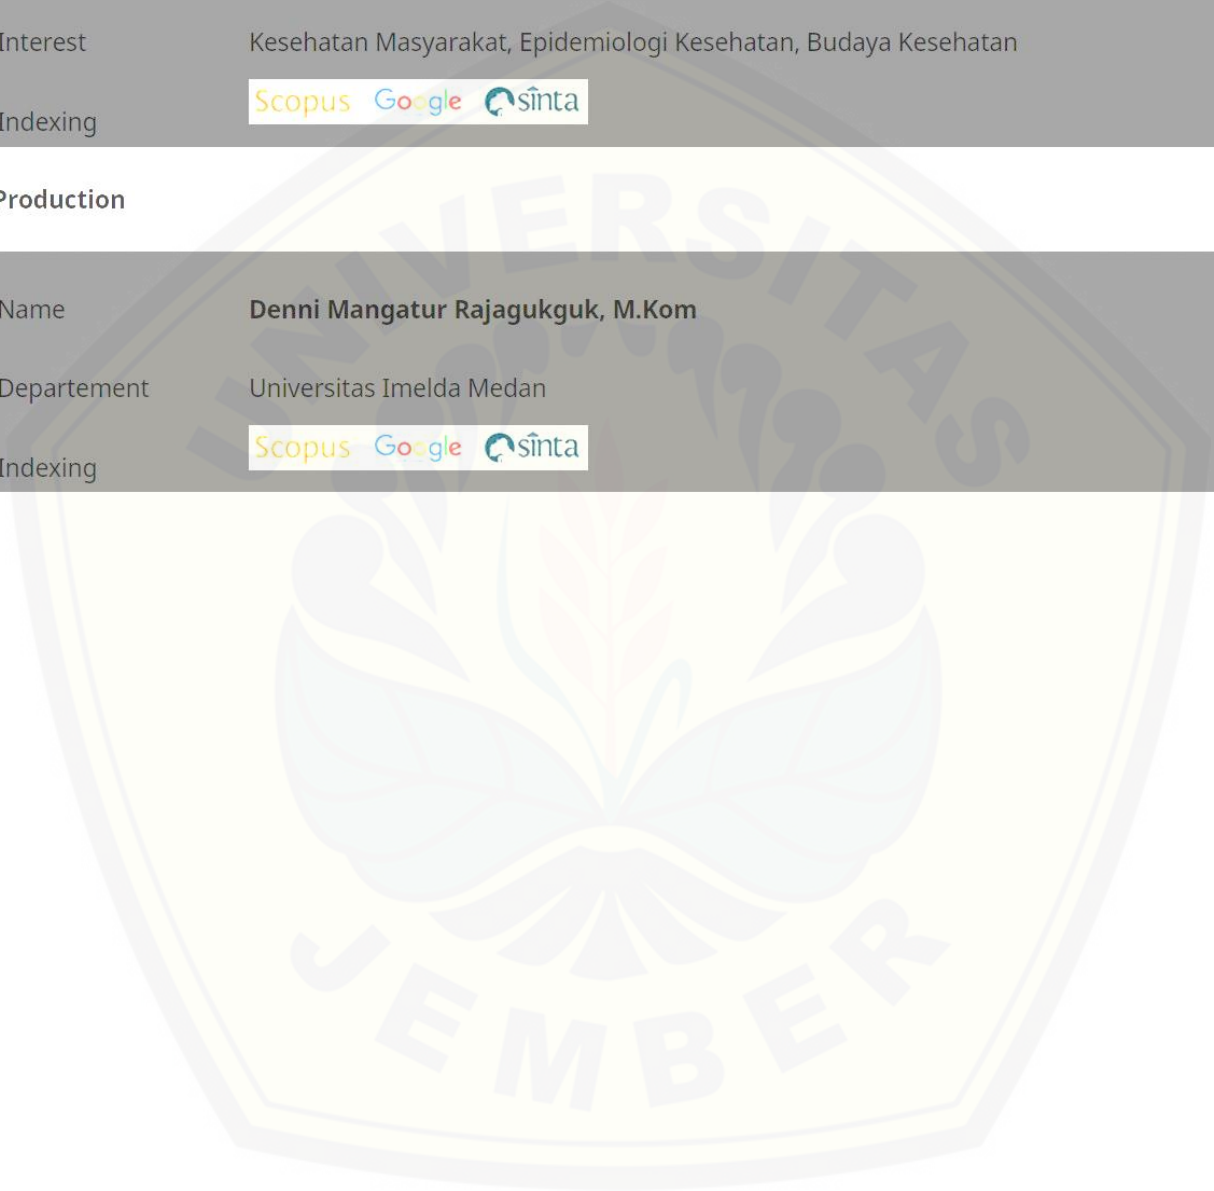 Interest Kesehatan Masyarakat, Epidemiologi Kesehatan, Budaya Kesehatan
Scopus Google sinta
Indexing
Production
Name Denni Mangatur Rajagukguk, M.Kom
Departement Universitas Imelda Medan
Scopus Google sinta
Indexing
UNIVERSITAS
JEMBER